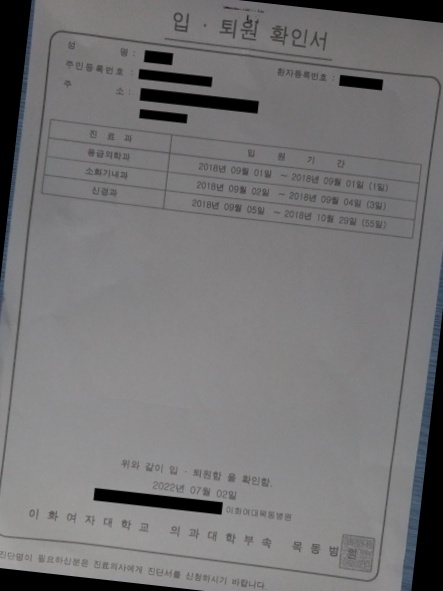 입 · 퇴원 확인서
성 명 :
주민등록번호 : 환자등록번호 :
주 소 :
진 료 과 입 원 기 간
응급의학과 2018년 09월 01일 ~ 2018년 09월 01일 (1일)
소화기내과 2018년 09월 02일 ~ 2018년 09월 04일 (3일)
신경과 2018년 09월 05일 ~ 2018년 10월 29일 (55일)
위와 같이 입 · 퇴원함 을 확인함.
2022년 07월 02일
이화여대목동병원
이 화 여 자 대 학 교 의 과 대 학 부 속 목 동 병
진단명이 필요하신분은 진료의사에게 진단서를 신청하시기 바랍니다.